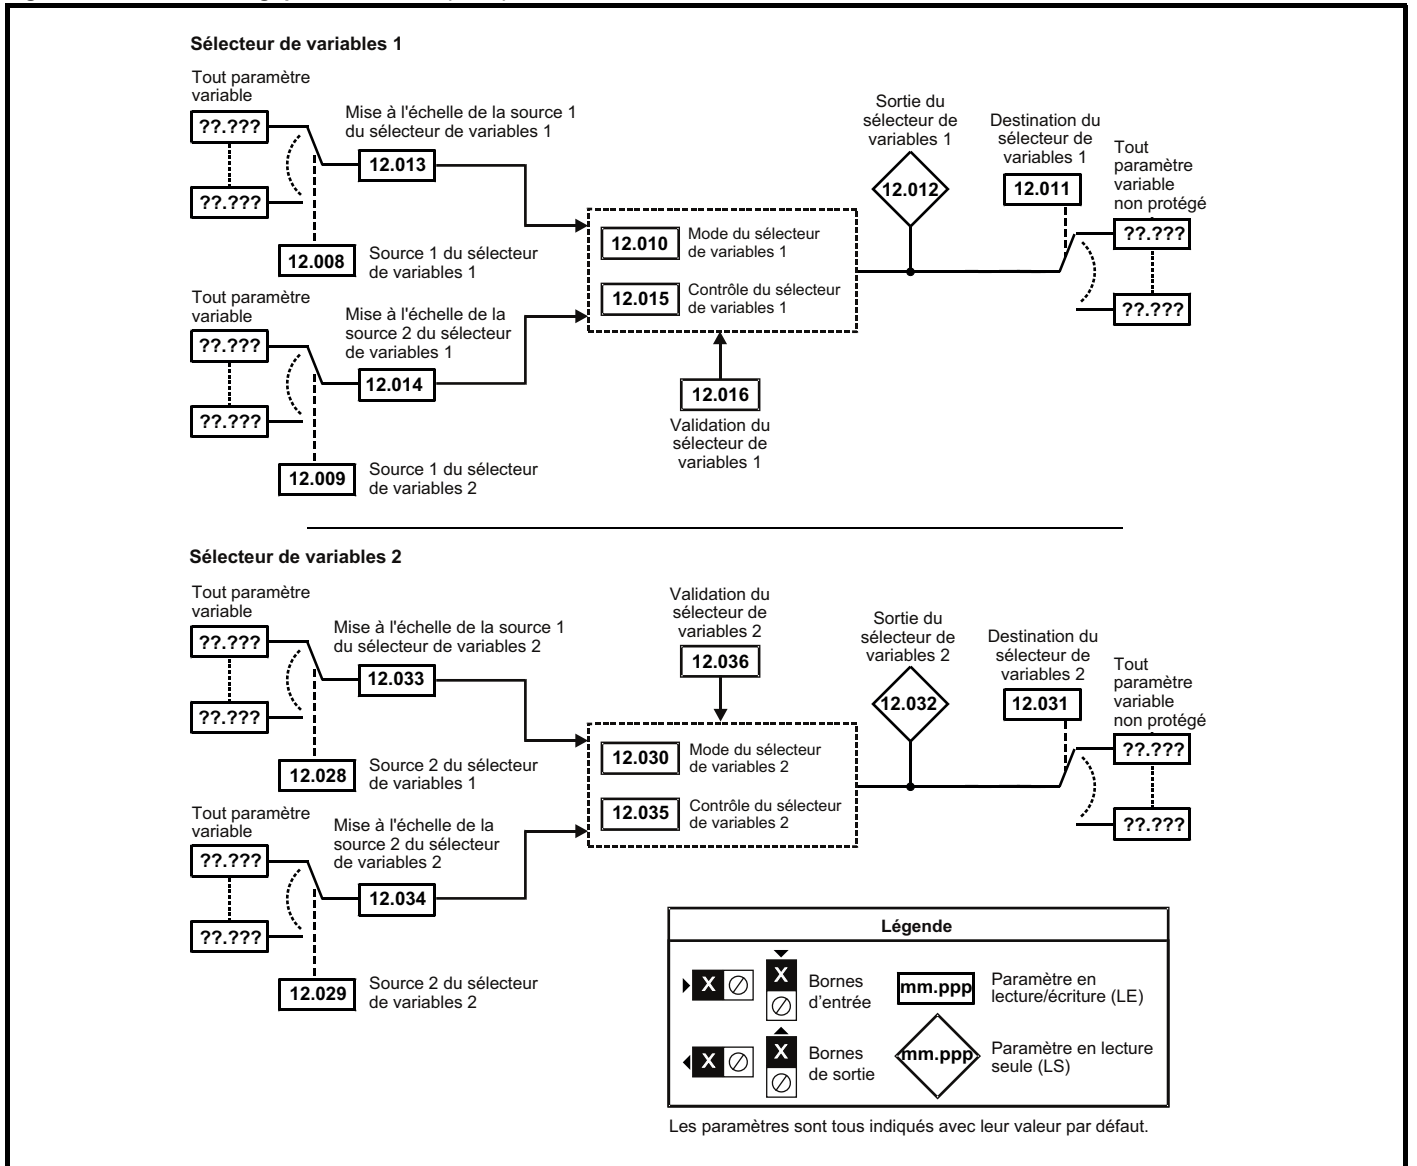 Sélecteur de variables 1
Tout paramètre
variable
??.???
??.???
Mise à l'échelle de la source 1
du sélecteur de variables 1
12.013
12.008
Source 1 du sélecteur
de variables 1
Tout paramètre
variable
??.???
??.???
Mise à l'échelle de la
source 2 du sélecteur
de variables 1
12.014
12.009
Source 1 du sélecteur
de variables 2
12.010
Mode du sélecteur
de variables 1
12.015
Contrôle du sélecteur
de variables 1
12.016
Validation du
sélecteur de
variables 1
Sortie du
sélecteur de
variables 1
12.012
Destination du
sélecteur de
variables 1
12.011
Tout
paramètre
variable
non protégé
??.???
??.???
Sélecteur de variables 2
Tout paramètre
variable
??.???
??.???
Mise à l'échelle de la source 1
du sélecteur de variables 2
12.033
12.028
Source 2 du sélecteur
de variables 1
Tout paramètre
variable
??.???
??.???
Mise à l'échelle de la
source 2 du sélecteur
de variables 2
12.034
12.029
Source 2 du sélecteur
de variables 2
Validation du
sélecteur de
variables 2
12.036
12.030
Mode du sélecteur
de variables 2
12.035
Contrôle du sélecteur
de variables 2
Sortie du
sélecteur de
variables 2
12.032
Destination du
sélecteur de
variables 2
12.031
Tout
paramètre
variable
non protégé
??.???
??.???
Légende
X
X
Bornes
d'entrée
mm.ppp
Paramètre en
lecture/écriture (LE)
X
X
Bornes
de sortie
mm.ppp
Paramètre en lecture
seule (LS)
Les paramètres sont tous indiqués avec leur valeur par défaut.